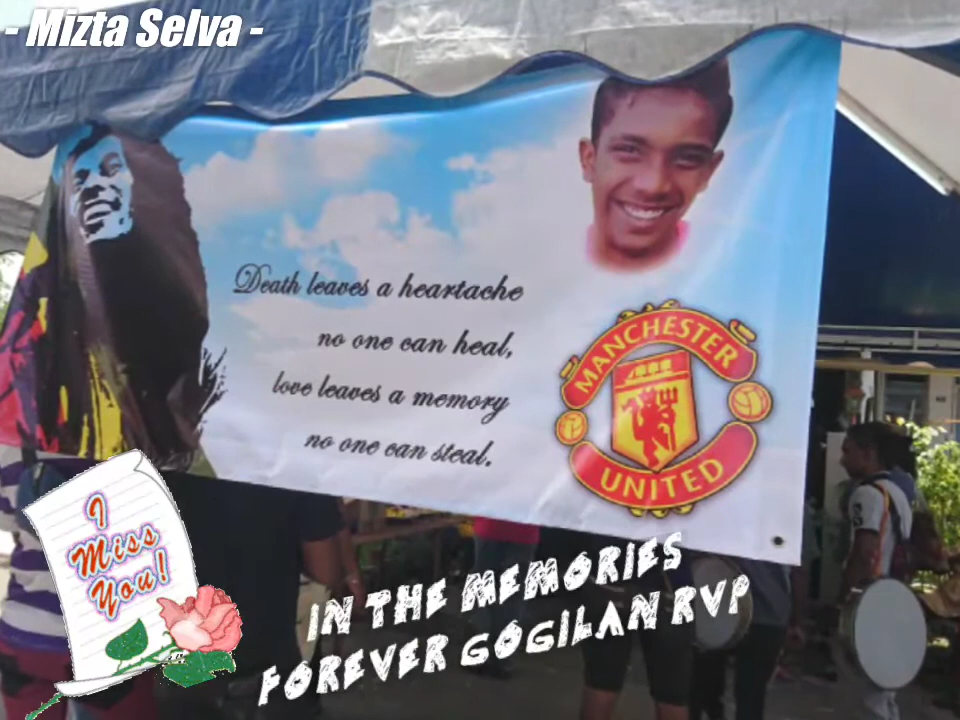 - Mizta Selva -
Death leaves a heartache
no one can heal,
love leaves a memory
no one can steal.
MANCHESTER
UNITED
I
Miss
You!
IN THE MEMORIES
FOREVER GOGILAN RVP